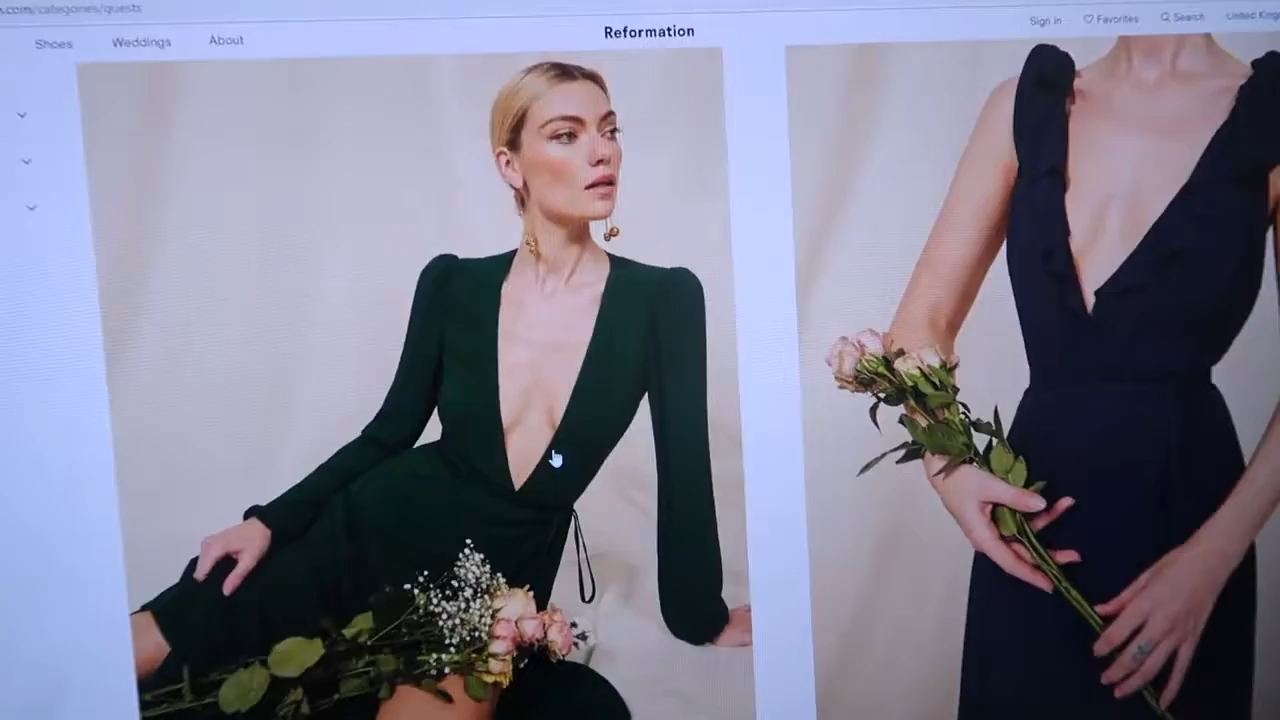 .com/categories/guests
Shoes Weddings About Reformation Sign in Favorites Search United King